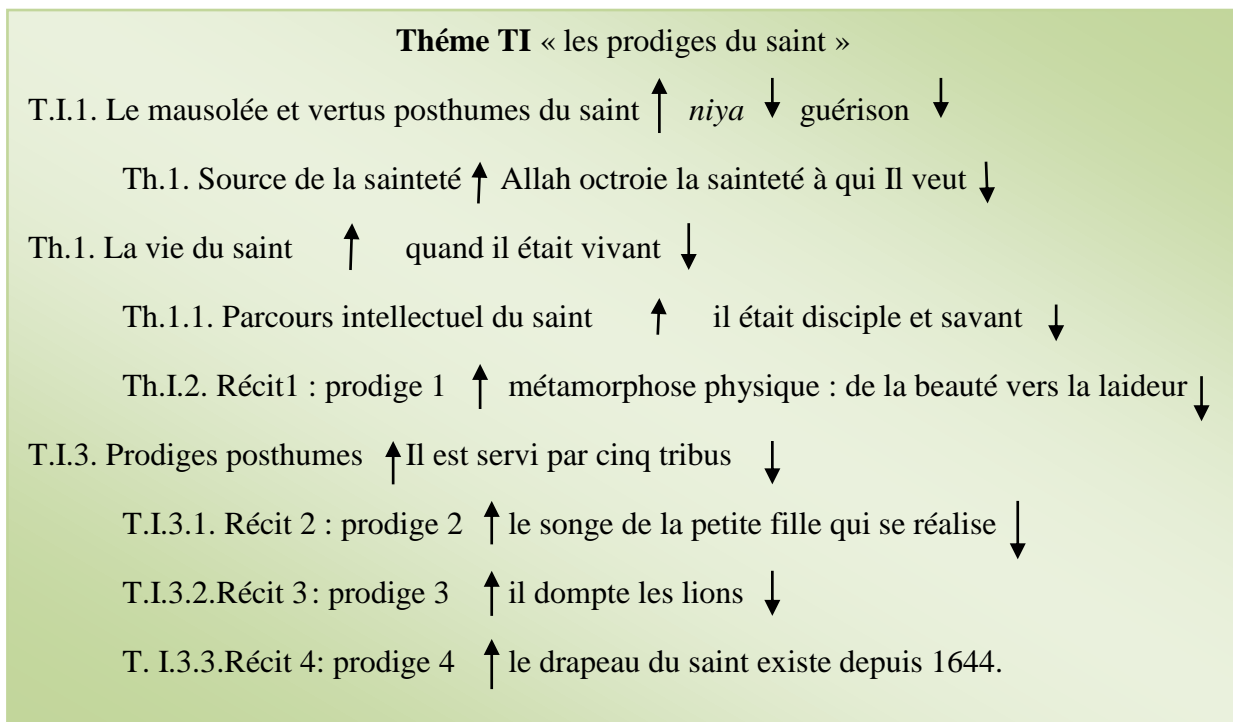 Théme TI « les prodiges du saint »
T.I.1. Le mausolée et vertus posthumes du saint ↑ niya ↓ guérison ↓
Th.1. Source de la sainteté ↑ Allah octroie la sainteté à qui Il veut ↓
Th.1. La vie du saint ↑ quand il était vivant ↓
Th.1.1. Parcours intellectuel du saint ↑ il était disciple et savant ↓
Th.I.2. Récit1 : prodige 1 ↑ métamorphose physique : de la beauté vers la laideur ↓
T.I.3. Prodiges posthumes ↑ Il est servi par cinq tribus ↓
T.I.3.1. Récit 2 : prodige 2 ↑ le songe de la petite fille qui se réalise ↓
T.I.3.2.Récit 3 : prodige 3 ↑ il dompte les lions ↓
T. I.3.3.Récit 4: prodige 4 ↑ le drapeau du saint existe depuis 1644.